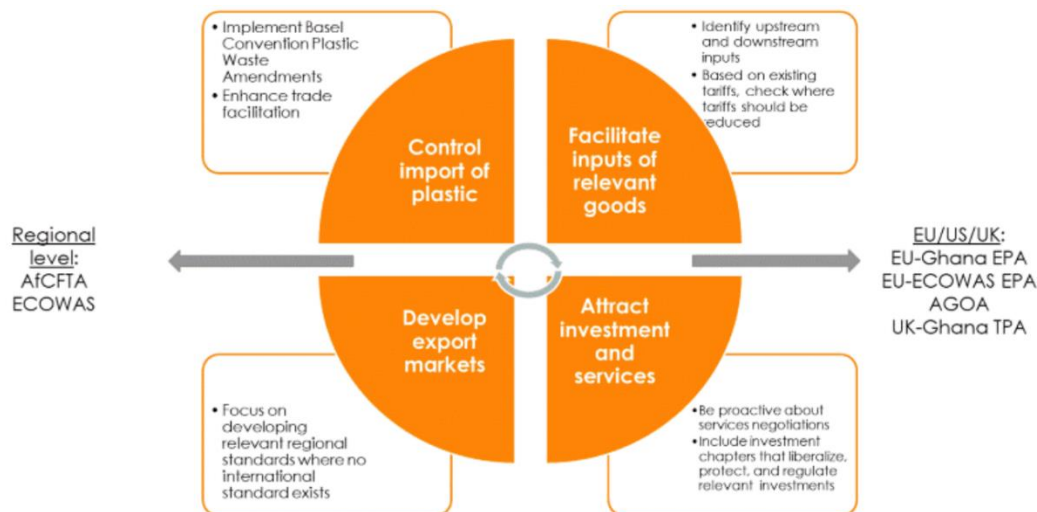 • Implement Basel
Convention Plastic
Waste
Amendments
• Enhance trade
facilitation
• Identify upstream
and downstream
inputs
• Based on existing
tariffs, check where
tariffs should be
reduced
Control
import of
plastic
Facilitate
inputs of
relevant
goods
Regional
level:
AfCFTA
ECOWAS
EU/US/UK:
EU-Ghana EPA
EU-ECOWAS EPA
AGOA
UK-Ghana TPA
Develop
export
markets
Attract
investment
and
services
• Focus on
developing
relevant regional
standards where no
international
standard exists
• Be proactive about
services negotiations
• Include investment
chapters that liberalize,
protect, and regulate
relevant investments